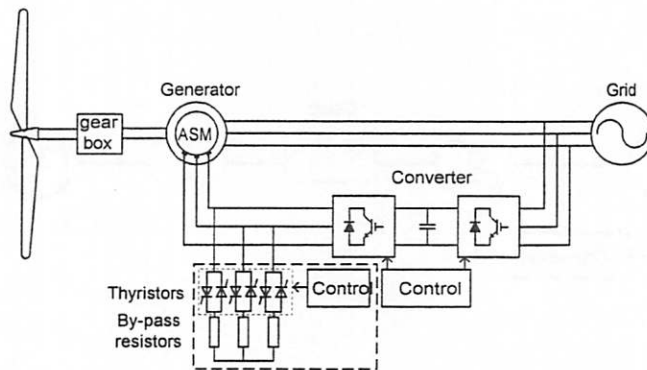 Generator
Grid
gear
box
ASM
Converter
Thyristors
Control
Control
By-pass
resistors